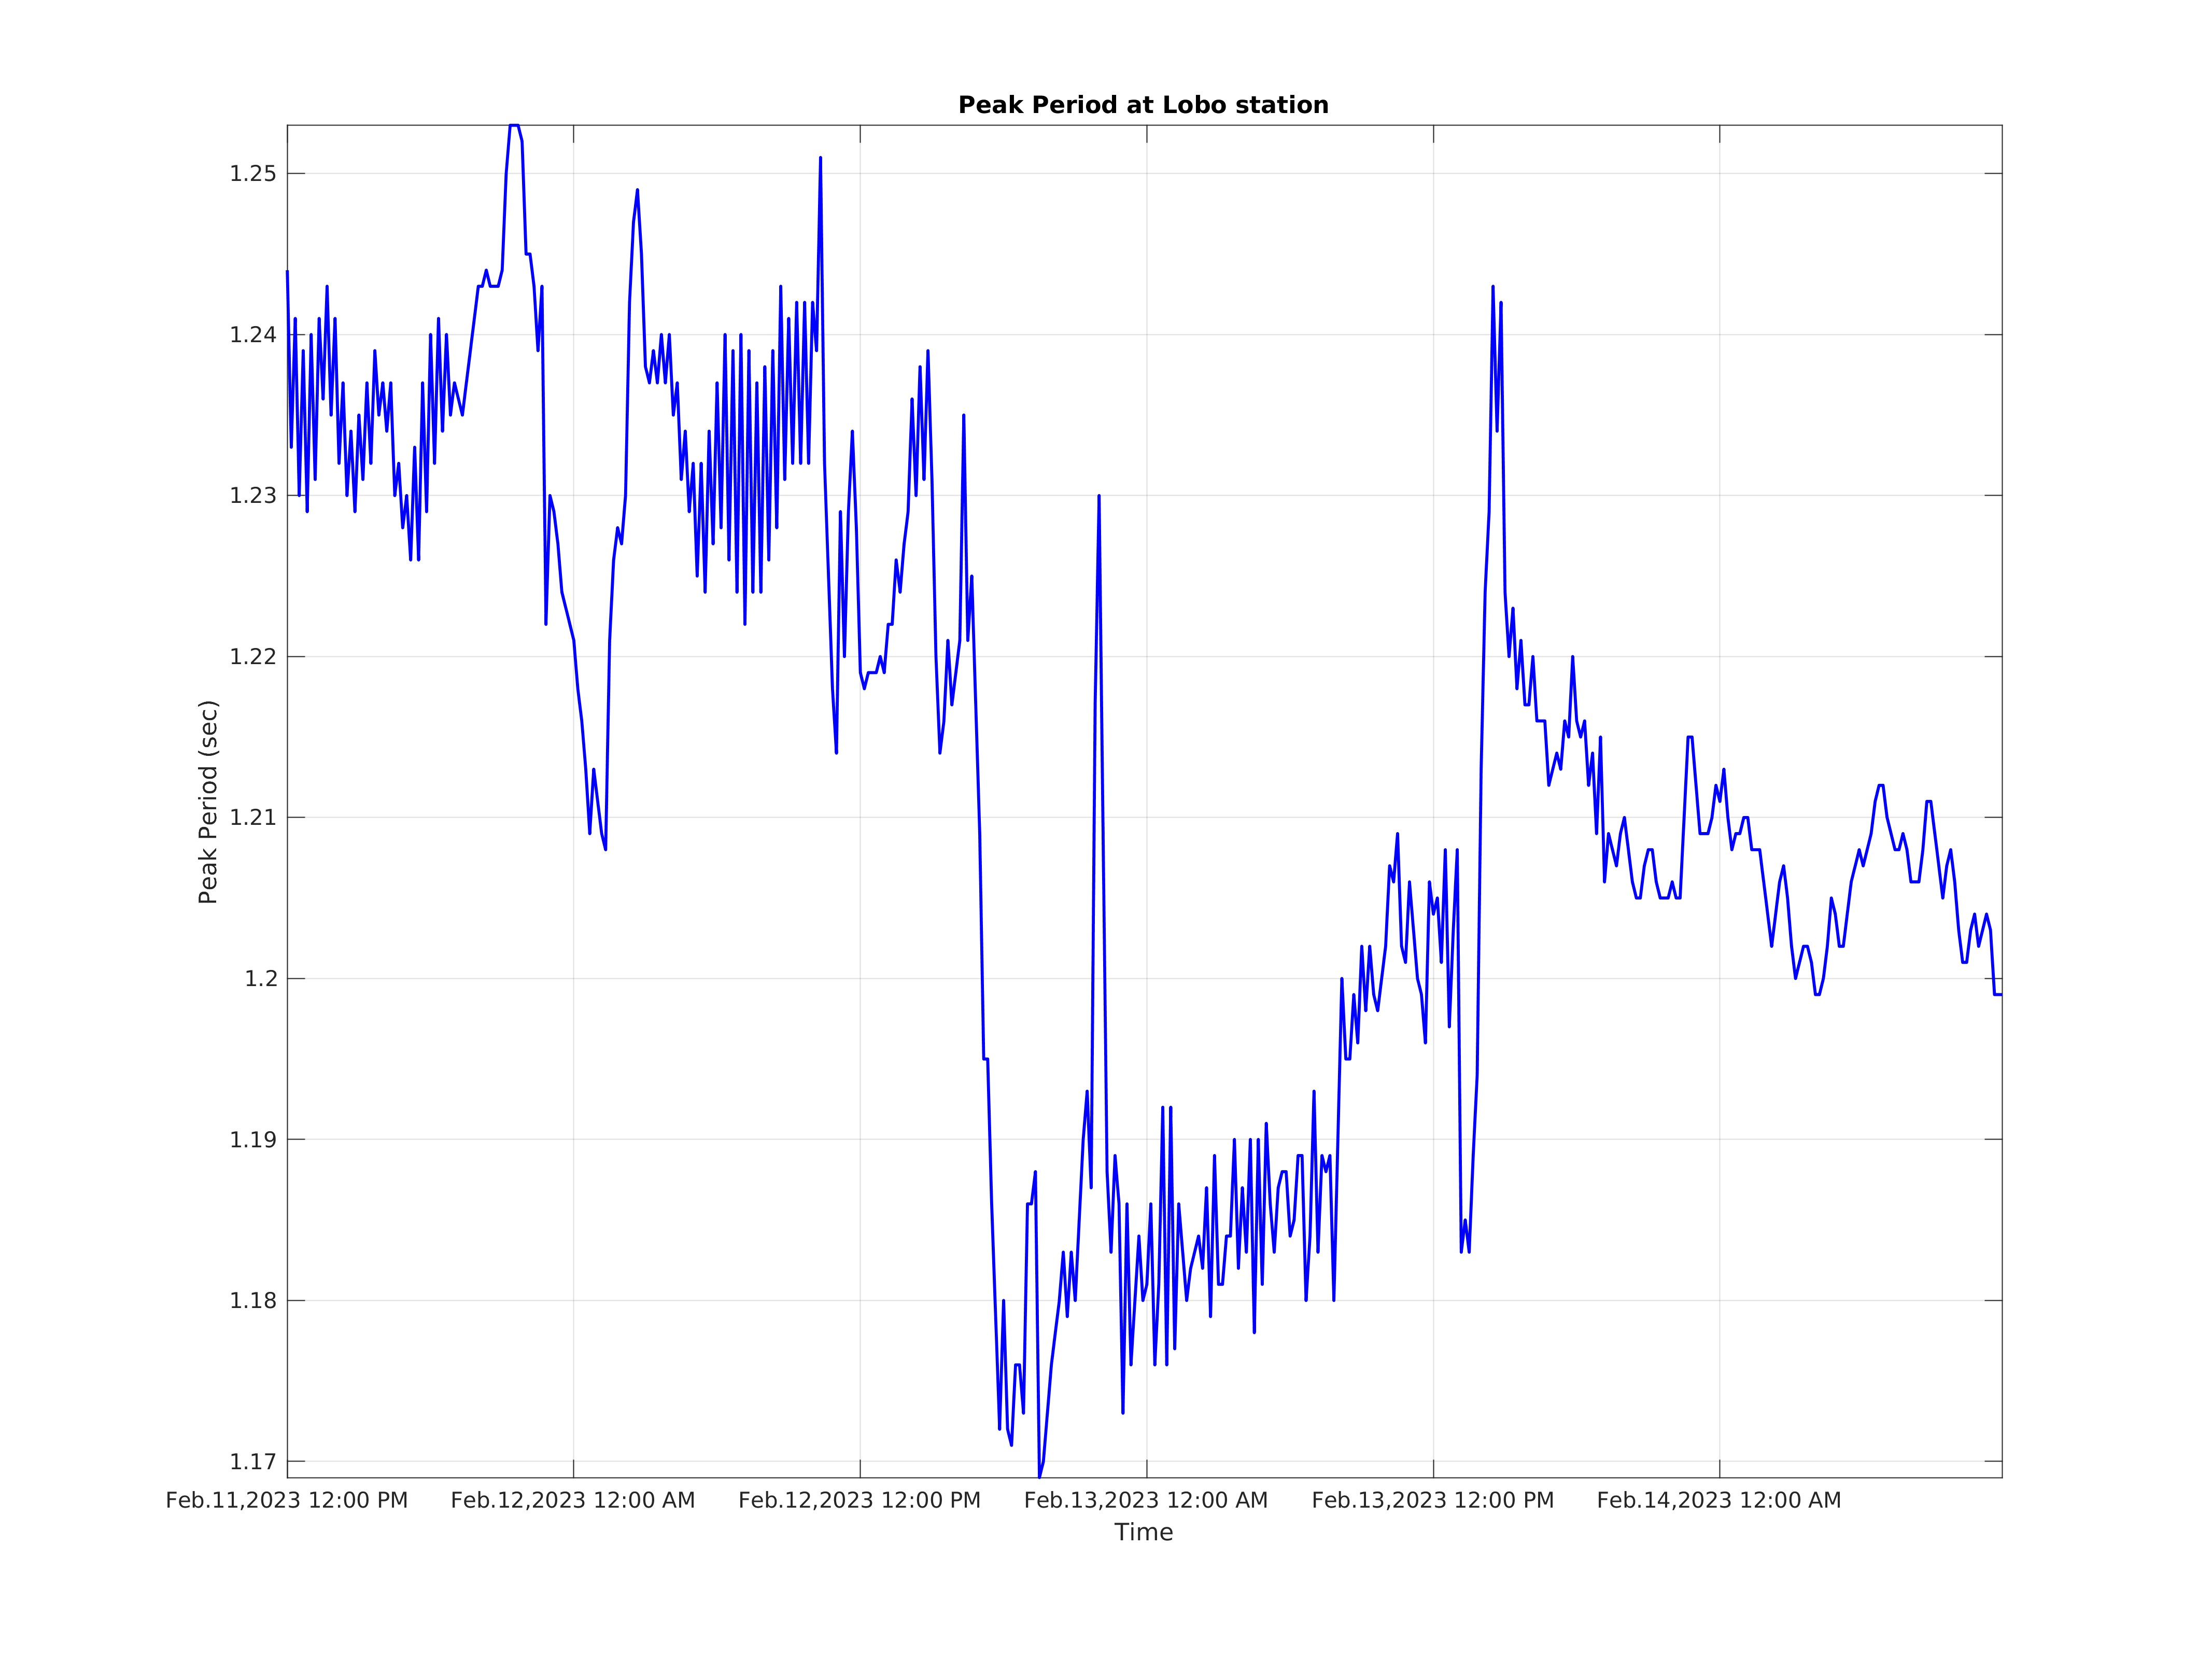 Peak Period at Lobo station
Peak Period (sec)
1.25
1.24
1.23
1.22
1.21
1.2
1.19
1.18
1.17
Feb.11,2023 12:00 PM Feb.12,2023 12:00 AM Feb.12,2023 12:00 PM Feb.13,2023 12:00 AM Feb.13,2023 12:00 PM Feb.14,2023 12:00 AM
Time